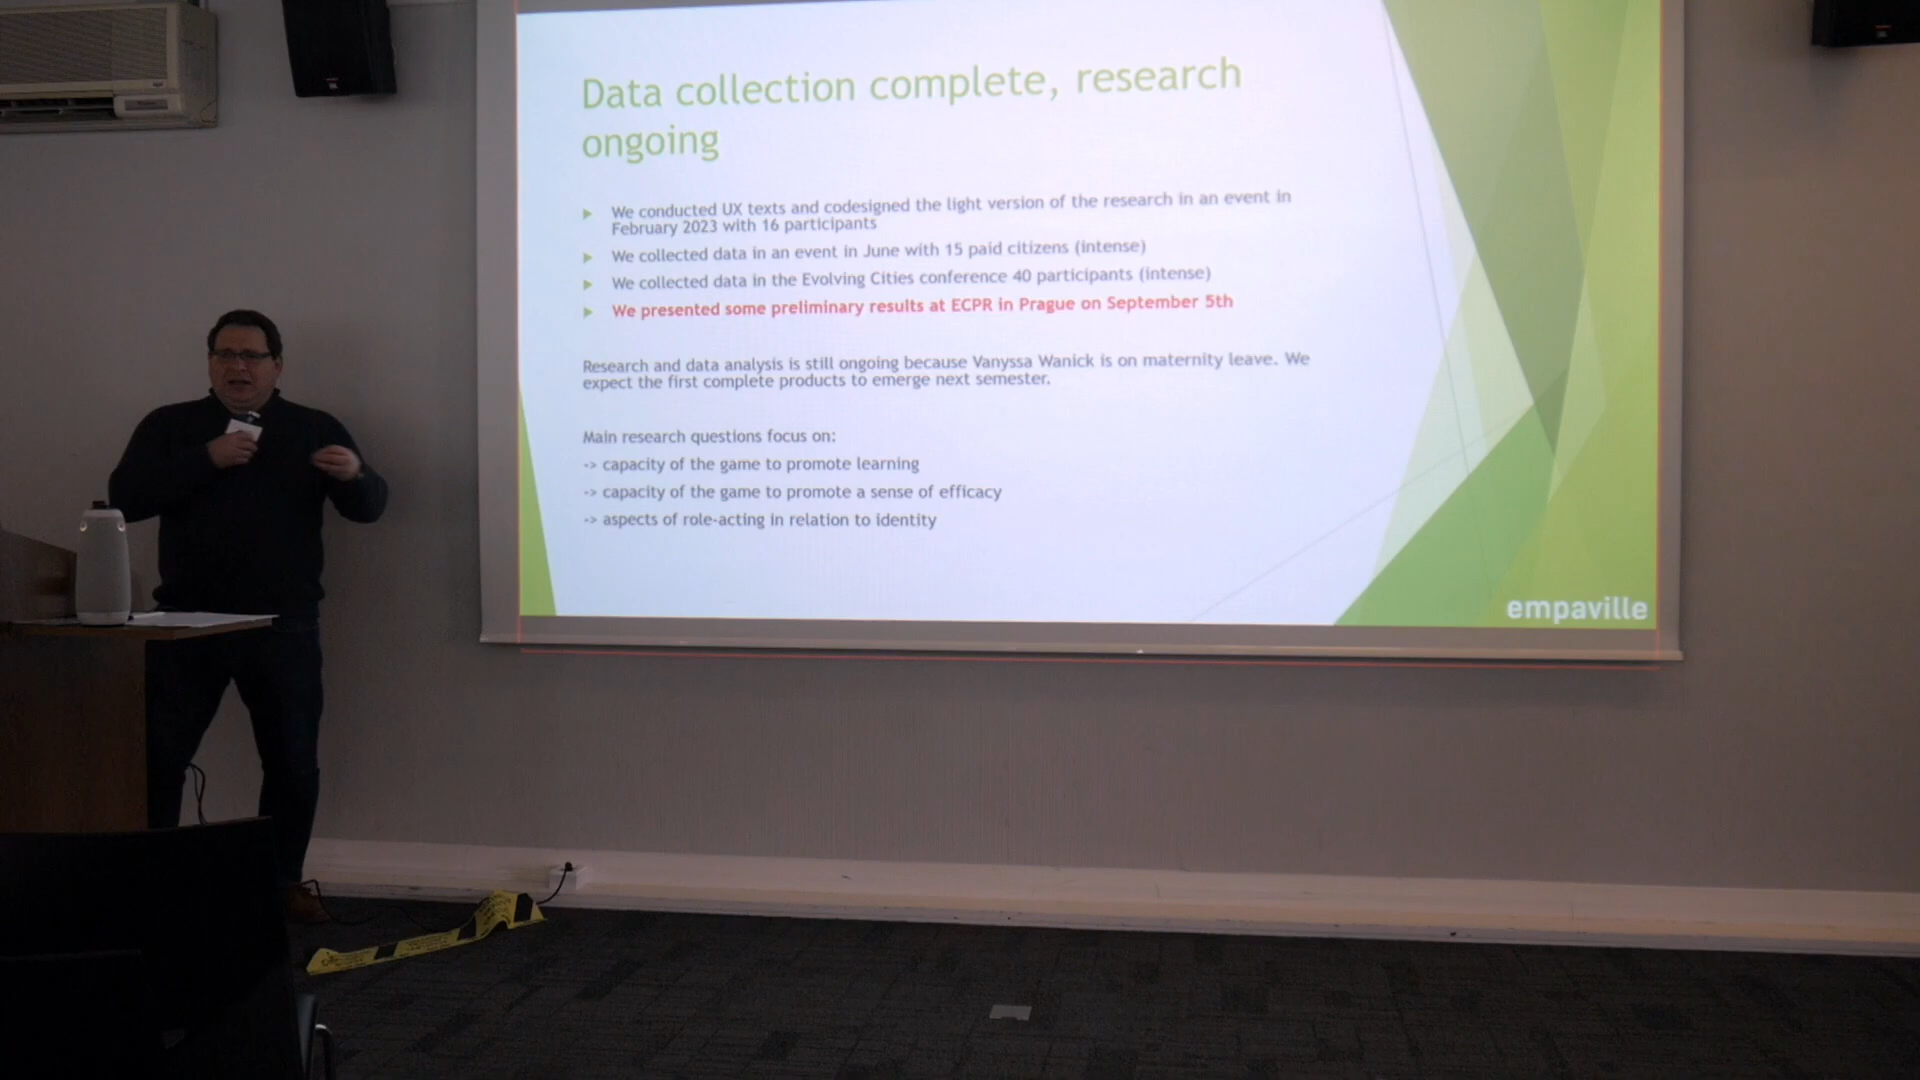 Data collection complete, research
ongoing
We conducted UX texts and codesigned the light version of the research in an event in
February 2023 with 16 participants
We collected data in an event in June with 15 paid citizens (intense)
We collected data in the Evolving Cities conference 40 participants (intense)
We presented some preliminary results at ECPR in Prague on September 5th
Research and data analysis is still ongoing because Vanyssa Wanick is on maternity leave. We
expect the first complete products to emerge next semester.
Main research questions focus on:
-> capacity of the game to promote learning
-> capacity of the game to promote a sense of efficacy
-> aspects of role-acting in relation to identity
empaville